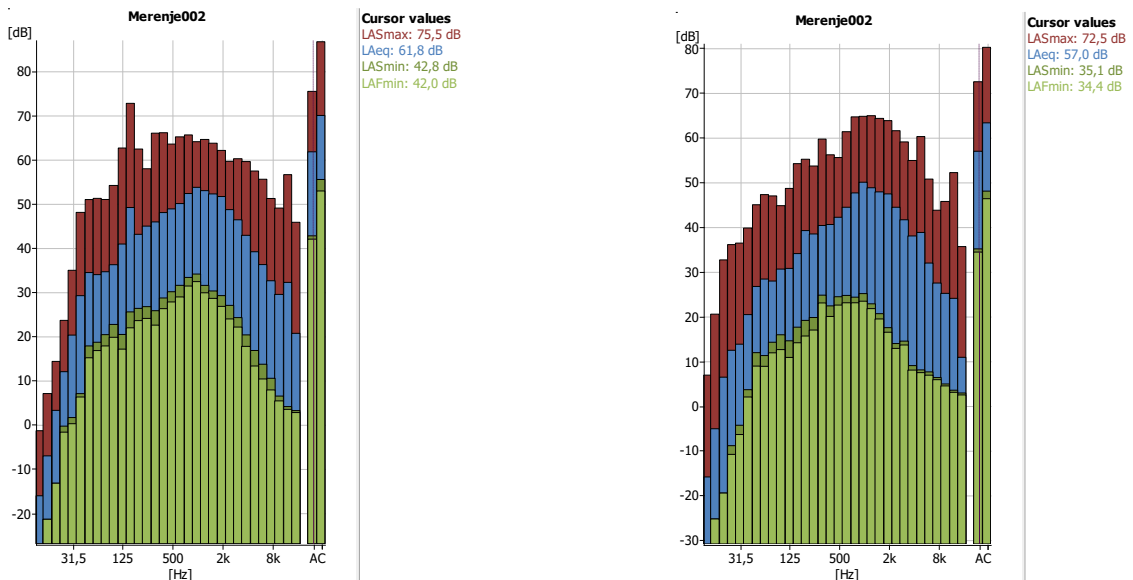 Merenje002
[dB]
80
70
60
50
40
30
20
10
0
-10
-20
31,5 125 500 2k 8k AC
[Hz]
Cursor values
LASmax: 75,5 dB
LAeq: 61,8 dB
LASmin: 42,8 dB
LAFmin: 42,0 dB
Merenje002
[dB]
80
70
60
50
40
30
20
10
0
-10
-20
-30
31,5 125 500 2k 8k AC
[Hz]
Cursor values
LASmax: 72,5 dB
LAeq: 57,0 dB
LASmin: 35,1 dB
LAFmin: 34,4 dB